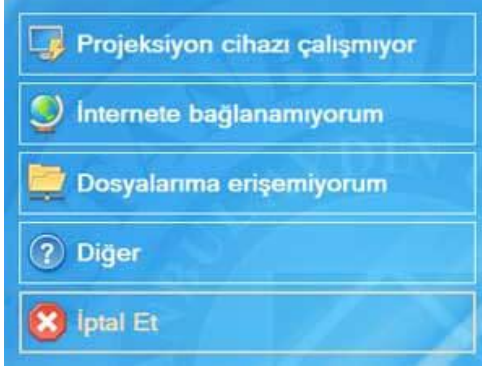 Projeksiyon cihazı çalışmıyor
İnternete bağlanamıyorum
Dosyalarıma erişemiyorum
Diğer
İptal Et